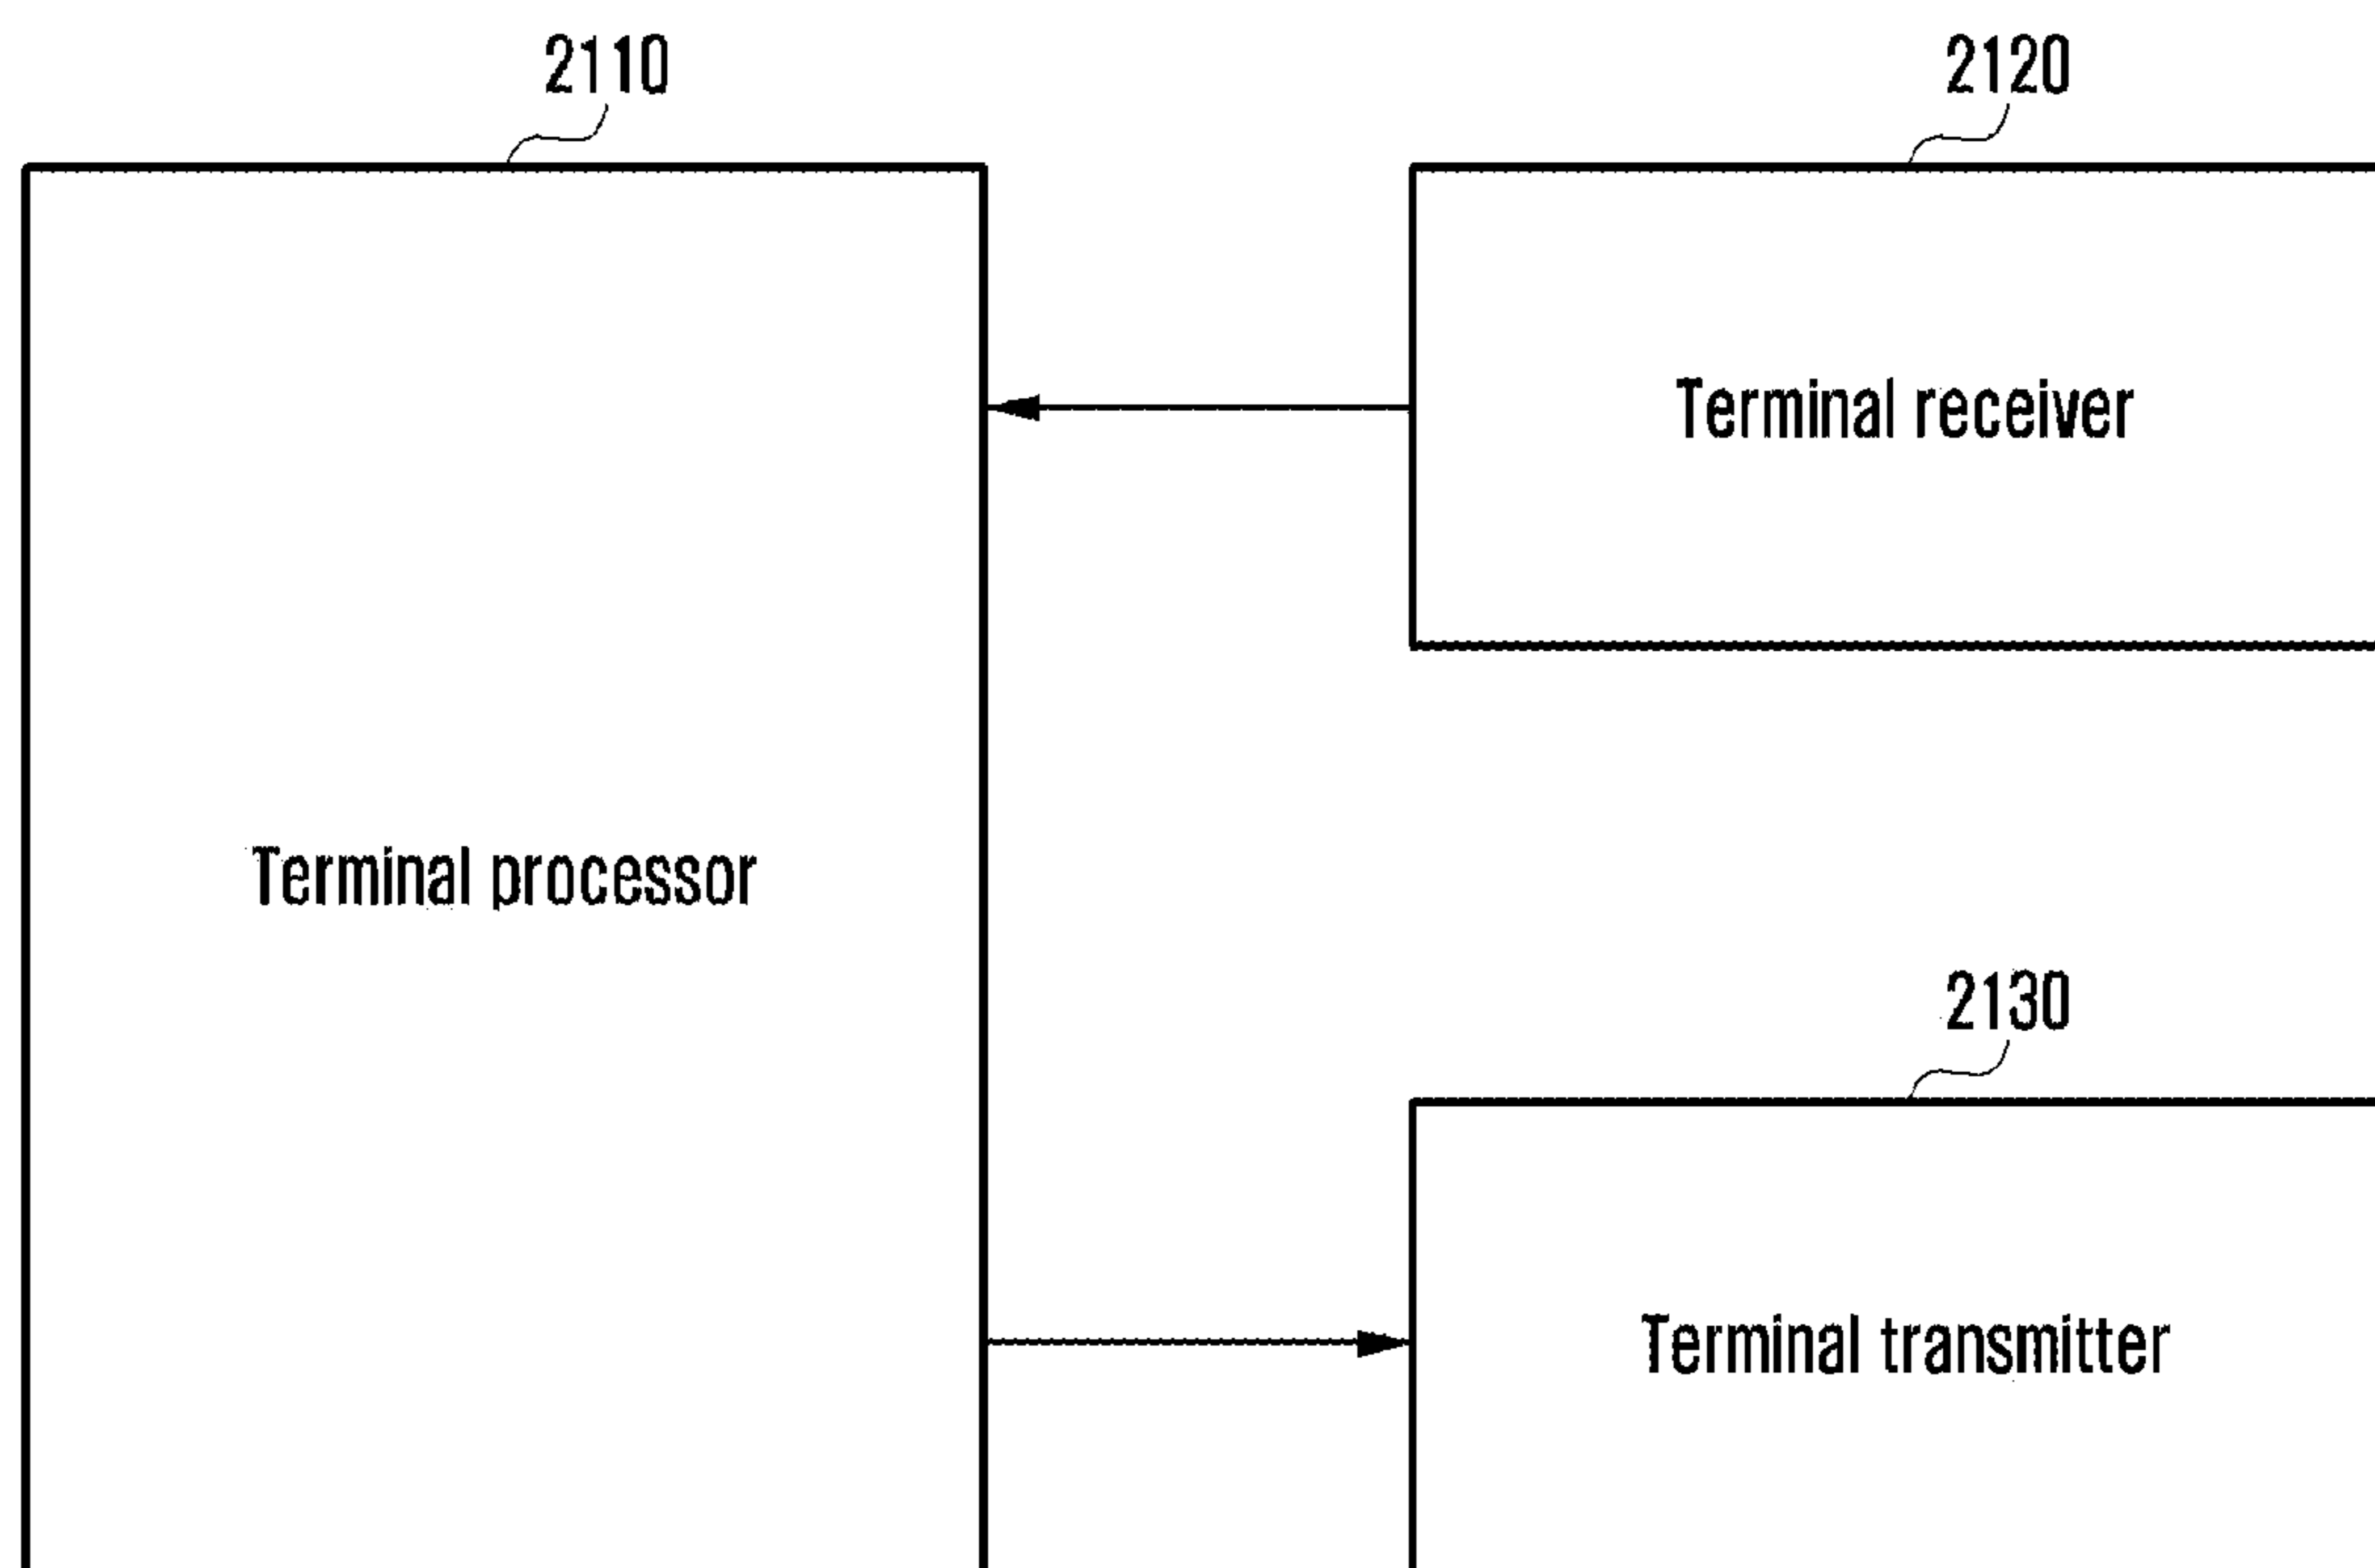 2110
2120
Terminal receiver
Terminal processor
2130
Terminal transmitter